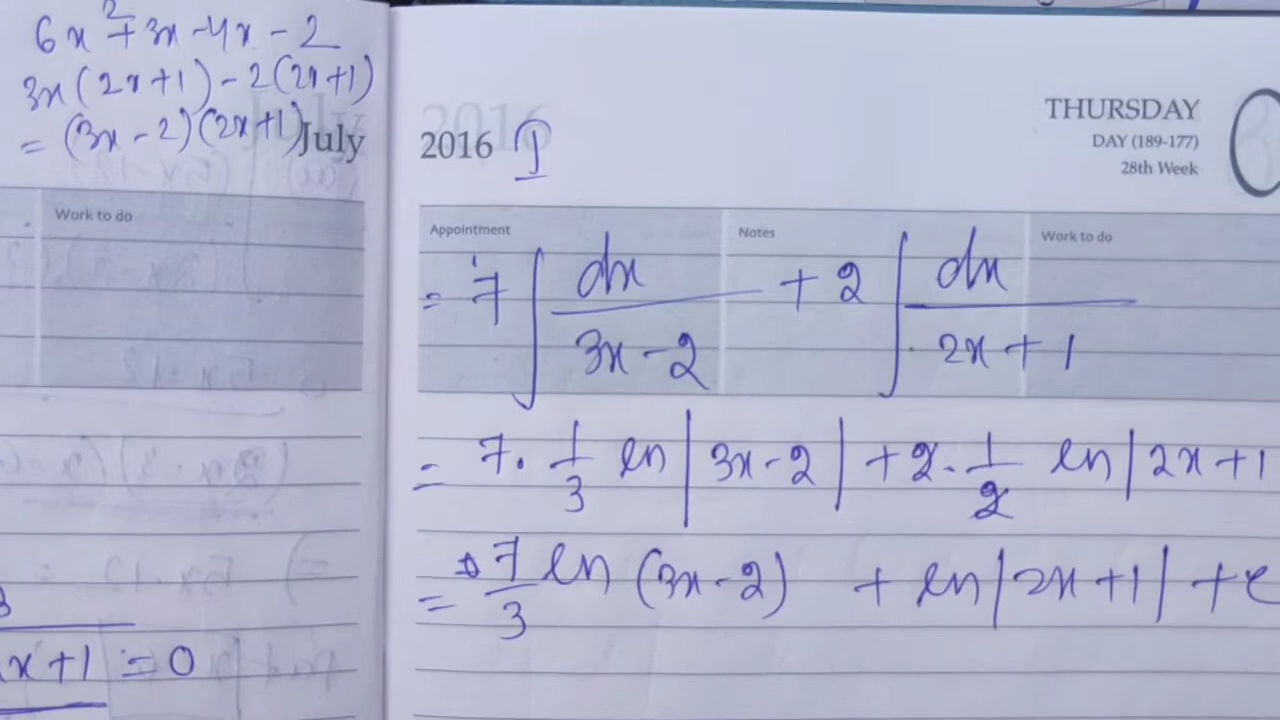 6x² + 3x - 4x - 2
3x(2x+1) - 2(2x+1)
= (3x-2)(2x+1)
July
Work to do
3
x+1 = 0
2016 I
THURSDAY
DAY (189-177)
28th Week
Appointment
Notes
Work to do
= 7 ∫ dx/(3x-2) + 2 ∫ dx/(2x+1)
= 7 · 1/3 ln |3x-2| + 2 · 1/2 ln |2x+1
= 7/3 ln (3x-2) + ln |2x+1| + c